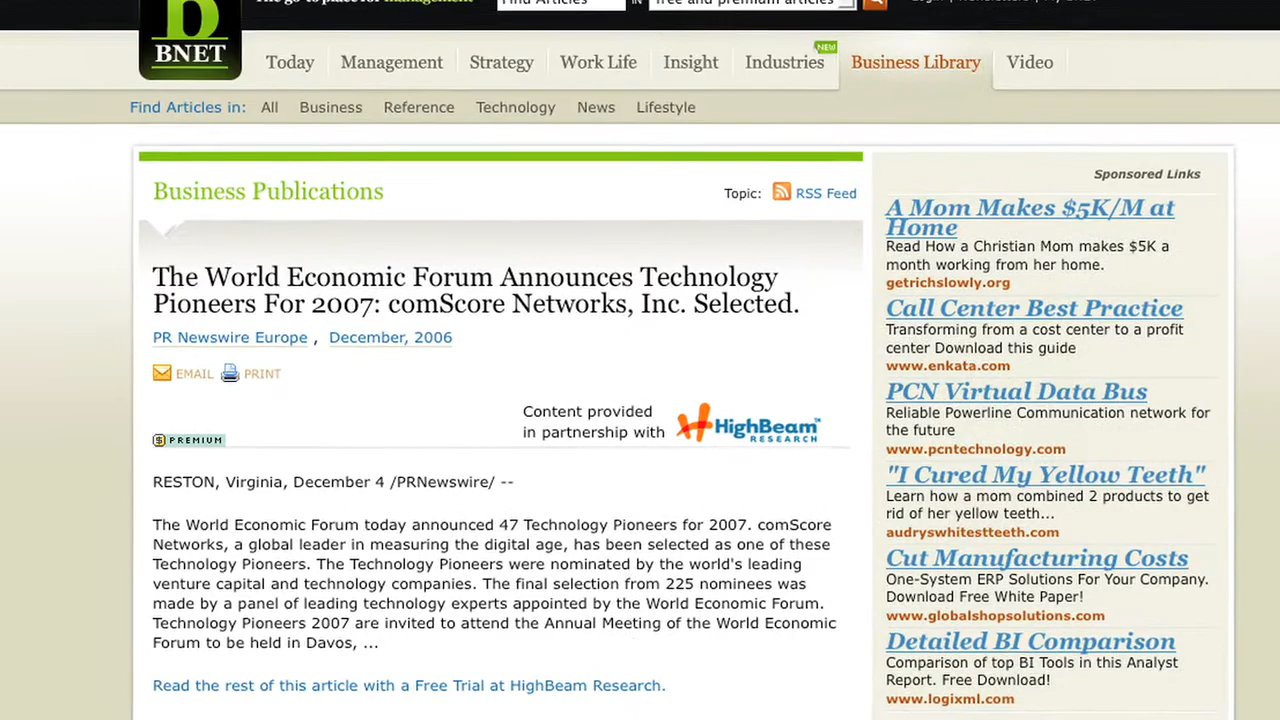 The go to place for management
Find Articles
IN
free and premium articles
BNET
Today
Management
Strategy
Work Life
Insight
Industries
NEW
Business Library
Video
Find Articles in:
All
Business
Reference
Technology
News
Lifestyle
Business Publications
Topic:
RSS Feed
The World Economic Forum Announces Technology
Pioneers For 2007: comScore Networks, Inc. Selected.
PR Newswire Europe , December, 2006
EMAIL
PRINT
Content provided
in partnership with
HighBeam
RESEARCH
$ PREMIUM
RESTON, Virginia, December 4 /PRNewswire/ --
The World Economic Forum today announced 47 Technology Pioneers for 2007. comScore
Networks, a global leader in measuring the digital age, has been selected as one of these
Technology Pioneers. The Technology Pioneers were nominated by the world's leading
venture capital and technology companies. The final selection from 225 nominees was
made by a panel of leading technology experts appointed by the World Economic Forum.
Technology Pioneers 2007 are invited to attend the Annual Meeting of the World Economic
Forum to be held in Davos, ...
Read the rest of this article with a Free Trial at HighBeam Research.
Sponsored Links
A Mom Makes $5K/M at
Home
Read How a Christian Mom makes $5K a
month working from her home.
getrichslowly.org
Call Center Best Practice
Transforming from a cost center to a profit
center Download this guide
www.enkata.com
PCN Virtual Data Bus
Reliable Powerline Communication network for
the future
www.pcntechnology.com
"I Cured My Yellow Teeth"
Learn how a mom combined 2 products to get
rid of her yellow teeth...
audryswhitestteeth.com
Cut Manufacturing Costs
One-System ERP Solutions For Your Company.
Download Free White Paper!
www.globalshopsolutions.com
Detailed BI Comparison
Comparison of top BI Tools in this Analyst
Report. Free Download!
www.logixml.com